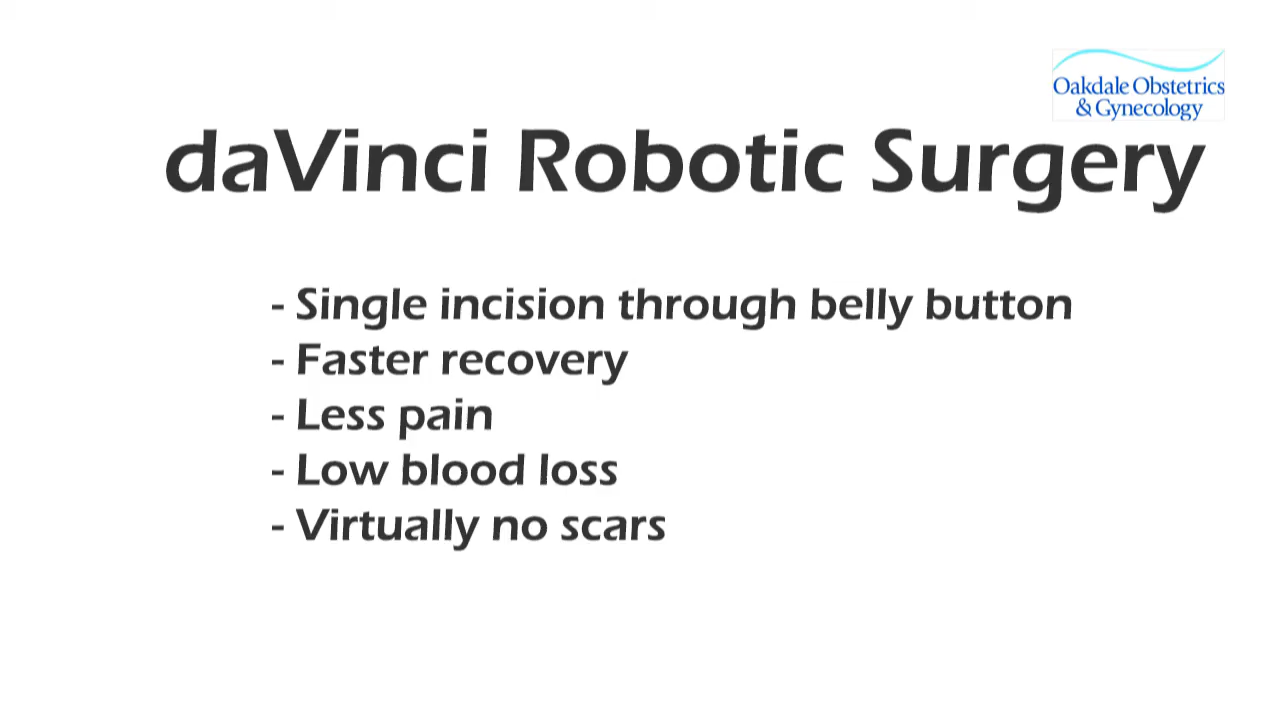 Oakdale Obstetrics
& Gynecology
daVinci Robotic Surgery
- Single incision through belly button
- Faster recovery
- Less pain
- Low blood loss
- Virtually no scars